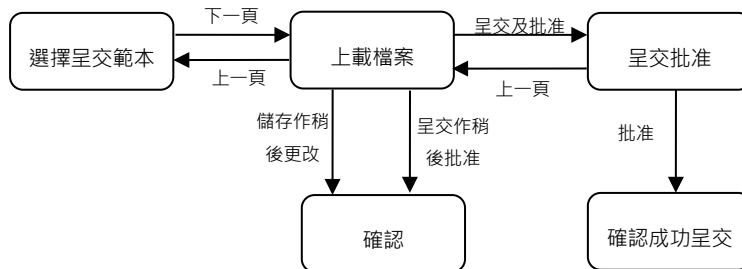 下一頁
呈交及批准
選擇呈交範本
上載檔案
呈交批准
上一頁
上一頁
儲存作稍
後更改
呈交作稍
後批准
批准
確認
確認成功呈交